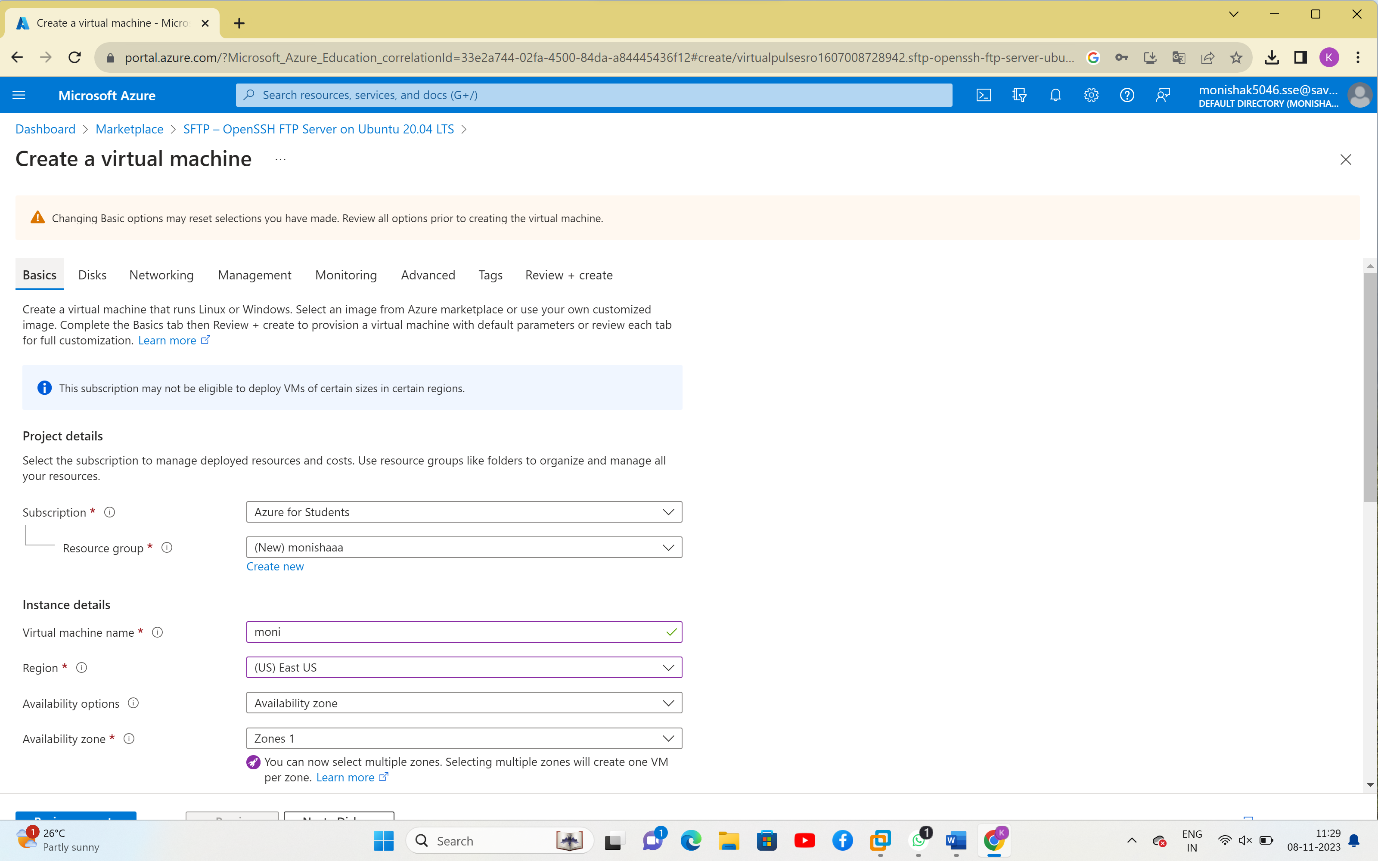 Create a virtual machine - Micro
portal.azure.com/?Microsoft_Azure_Education_correlationId=33e2a744-02fa-4500-84da-a84445436f12#create/virtualpulsesro1607008728942.sftp-openssh-ftp-server-ubu...
K
Microsoft Azure
Search resources, services, and docs (G+/)
monishak5046.sse@sav...
DEFAULT DIRECTORY (MONISHA...
Dashboard > Marketplace > SFTP – OpenSSH FTP Server on Ubuntu 20.04 LTS >
Create a virtual machine ...
Changing Basic options may reset selections you have made. Review all options prior to creating the virtual machine.
Basics Disks Networking Management Monitoring Advanced Tags Review + create
Create a virtual machine that runs Linux or Windows. Select an image from Azure marketplace or use your own customized
image. Complete the Basics tab then Review + create to provision a virtual machine with default parameters or review each tab
for full customization. Learn more
This subscription may not be eligible to deploy VMs of certain sizes in certain regions.
Project details
Select the subscription to manage deployed resources and costs. Use resource groups like folders to organize and manage all
your resources.
Subscription * Azure for Students
Resource group * (New) monishaaa
Create new
Instance details
Virtual machine name * moni
Region * (US) East US
Availability options Availability zone
Availability zone * Zones 1
You can now select multiple zones. Selecting multiple zones will create one VM
per zone. Learn more
1
26°C
Partly sunny
Search
1
1
K
ENG
IN
11:29
08-11-2023